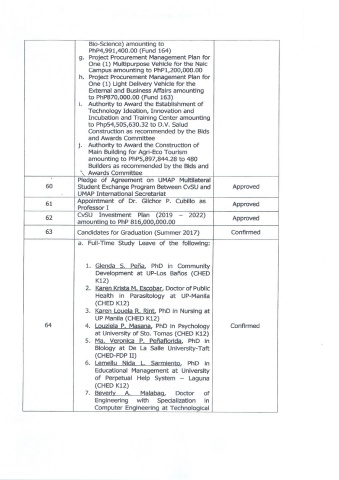 Bio-Science) amounting to
PhP4,991,400.00 (Fund 164)
g. Project Procurement Management Plan for
One (1) Multipurpose Vehicle for the Naic
Campus amounting to PhP1,200,000.00
h. Project Procurement Management Plan for
One (1) Light Delivery Vehicle for the
External and Business Affairs amounting
to PhP870,000.00 (Fund 163)
i. Authority to Award the Establishment of
Technology Ideation, Innovation and
Incubation and Training Center amounting
to Php54,505,630.32 to D.V. Salud
Construction as recommended by the Bids
and Awards Committee
j. Authority to Award the Construction of
Main Building for Agri-Eco Tourism
amounting to PhP5,897,844.28 to 480
Builders as recommended by the Bids and
Awards Committee
60 Pledge of Agreement on UMAP Multilateral
Student Exchange Program Between CvSU and
UMAP International Secretariat Approved
61 Appointment of Dr. Gilchor P. Cubillo as
Professor I Approved
62 CvSU Investment Plan (2019 – 2022)
amounting to PhP 816,000,000.00 Approved
63 Candidates for Graduation (Summer 2017) Confirmed
64 a. Full-Time Study Leave of the following: Confirmed
1. Glenda S. Peña, PhD in Community
Development at UP-Los Baños (CHED
K12)
2. Karen Krista M. Escobar, Doctor of Public
Health in Parasitology at UP-Manila
(CHED K12)
3. Karen Louela R. Rint, PhD in Nursing at
UP Manila (CHED K12)
4. Louziela P. Masana, PhD in Psychology
at University of Sto. Tomas (CHED K12)
5. Ma. Veronica P. Peñaflorida, PhD in
Biology at De La Salle University-Taft
(CHED-FDP II)
6. Lemellu Nida L. Sarmiento, PhD in
Educational Management at University
of Perpetual Help System – Laguna
(CHED K12)
7. Beverly A. Malabag, Doctor of
Engineering with Specialization in
Computer Engineering at Technological